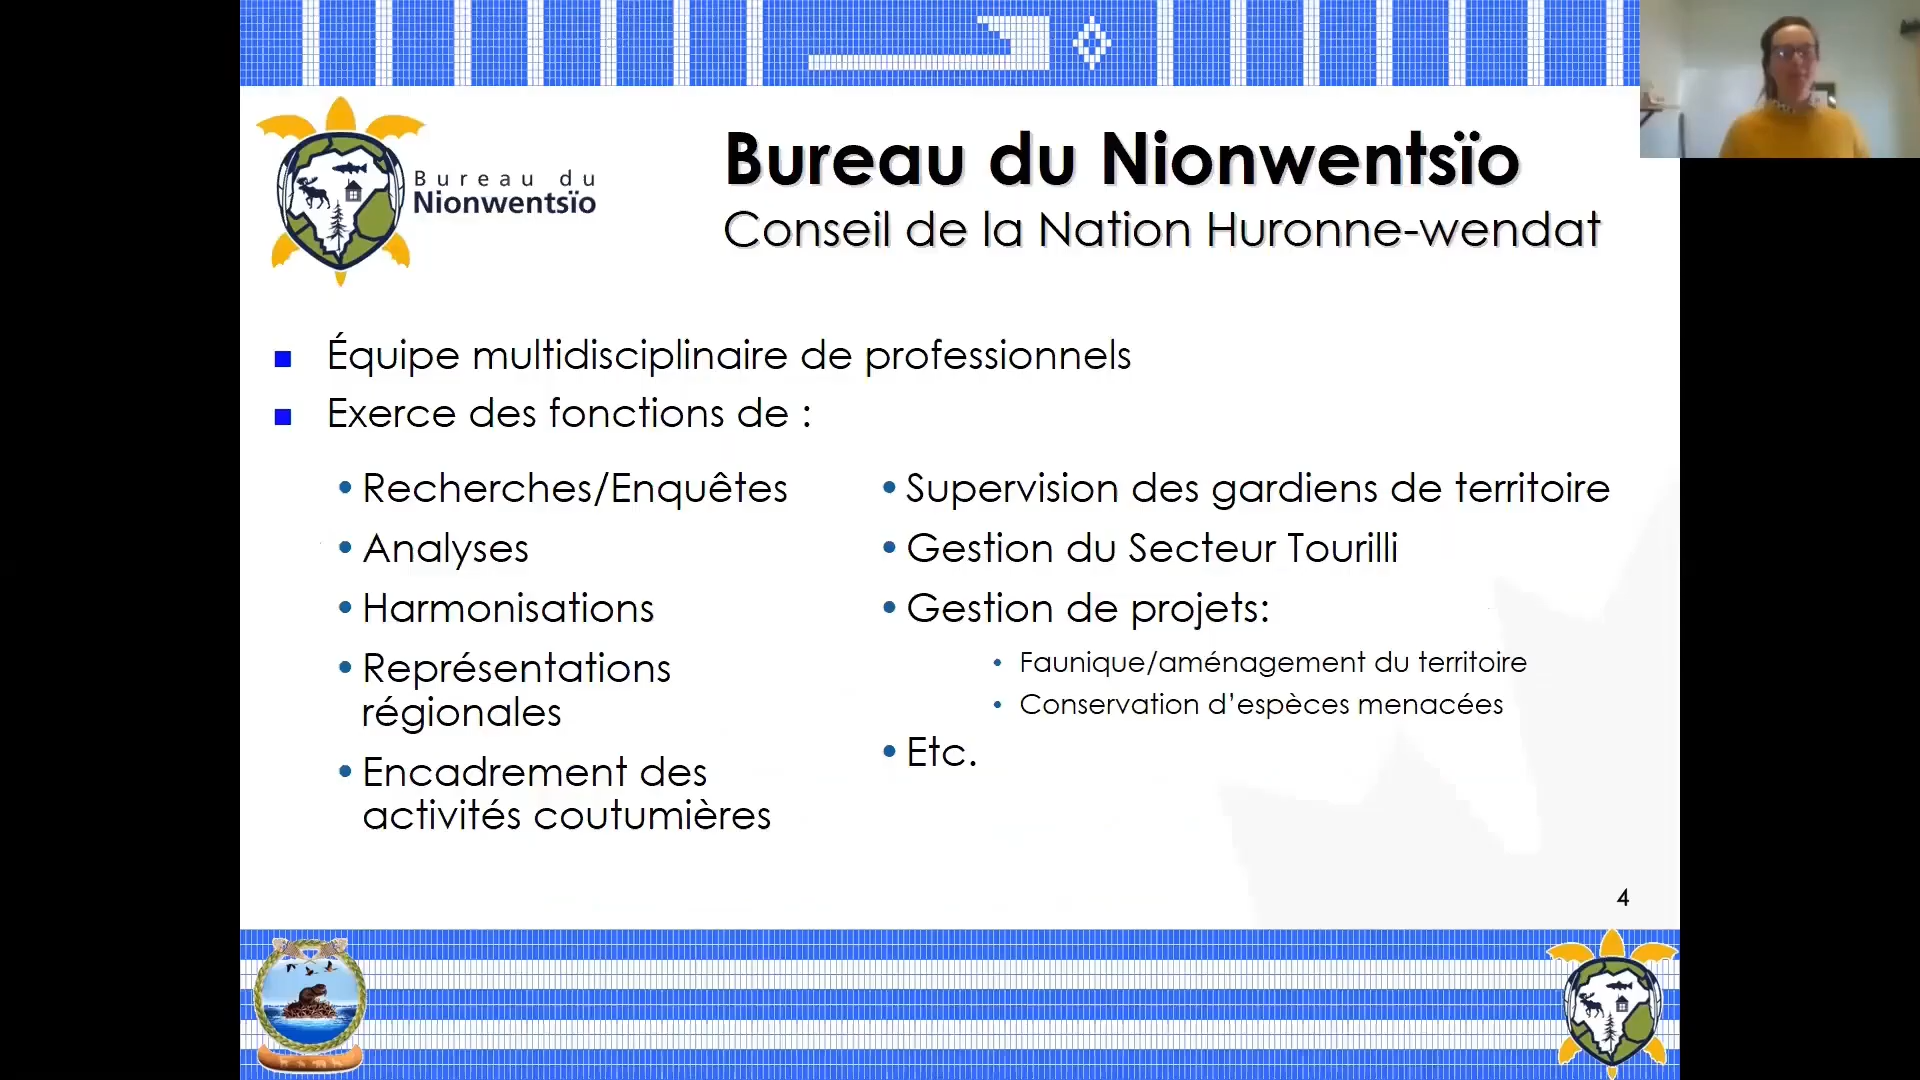 Bureau du
Nionwentsïo
Bureau du Nionwentsïo
Conseil de la Nation Huronne-wendat
Équipe multidisciplinaire de professionnels
Exerce des fonctions de :
• Recherches/Enquêtes
• Analyses
• Harmonisations
• Représentations
régionales
• Encadrement des
activités coutumières
• Supervision des gardiens de territoire
• Gestion du Secteur Tourilli
• Gestion de projets:
• Faunique/aménagement du territoire
• Conservation d’espèces menacées
• Etc.
4